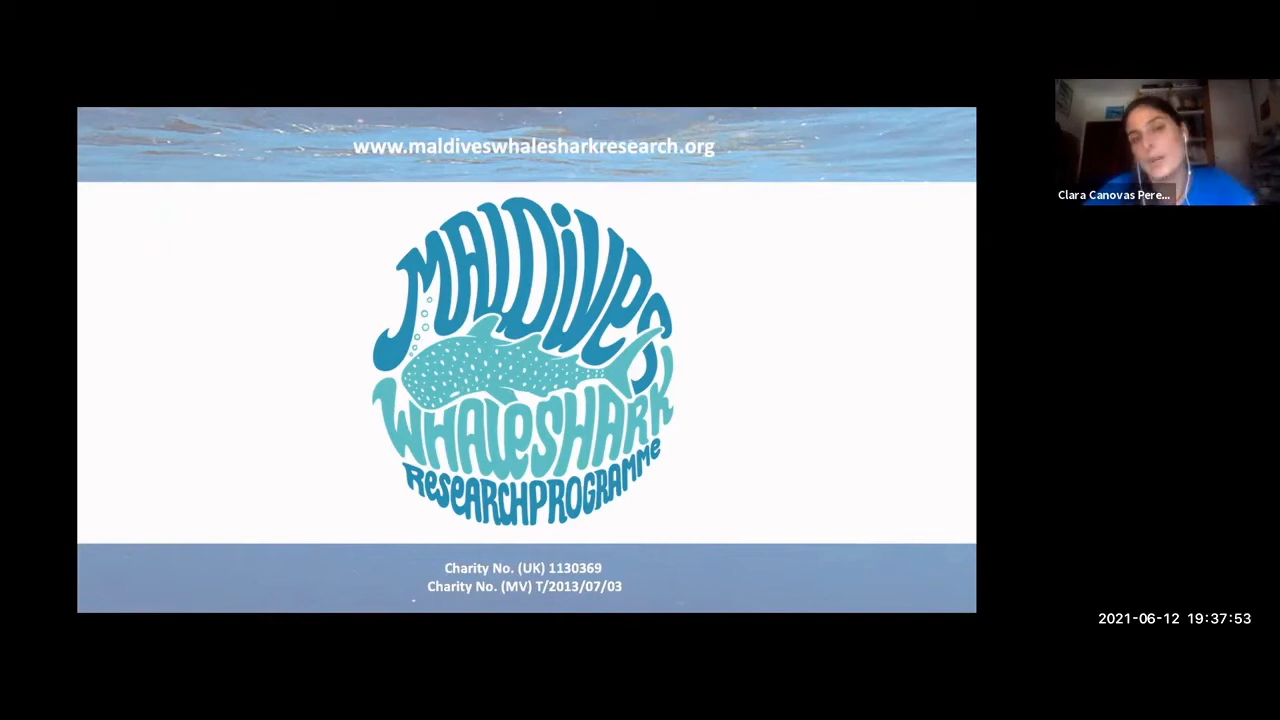 www.maldiveswhalesharkresearch.org
MALDiVes
WHAleSHARK
ReseARCHPROGRAMMe
Charity No. (UK) 1130369
Charity No. (MV) T/2013/07/03
Clara Canovas Pere...
2021-06-12 19:37:53